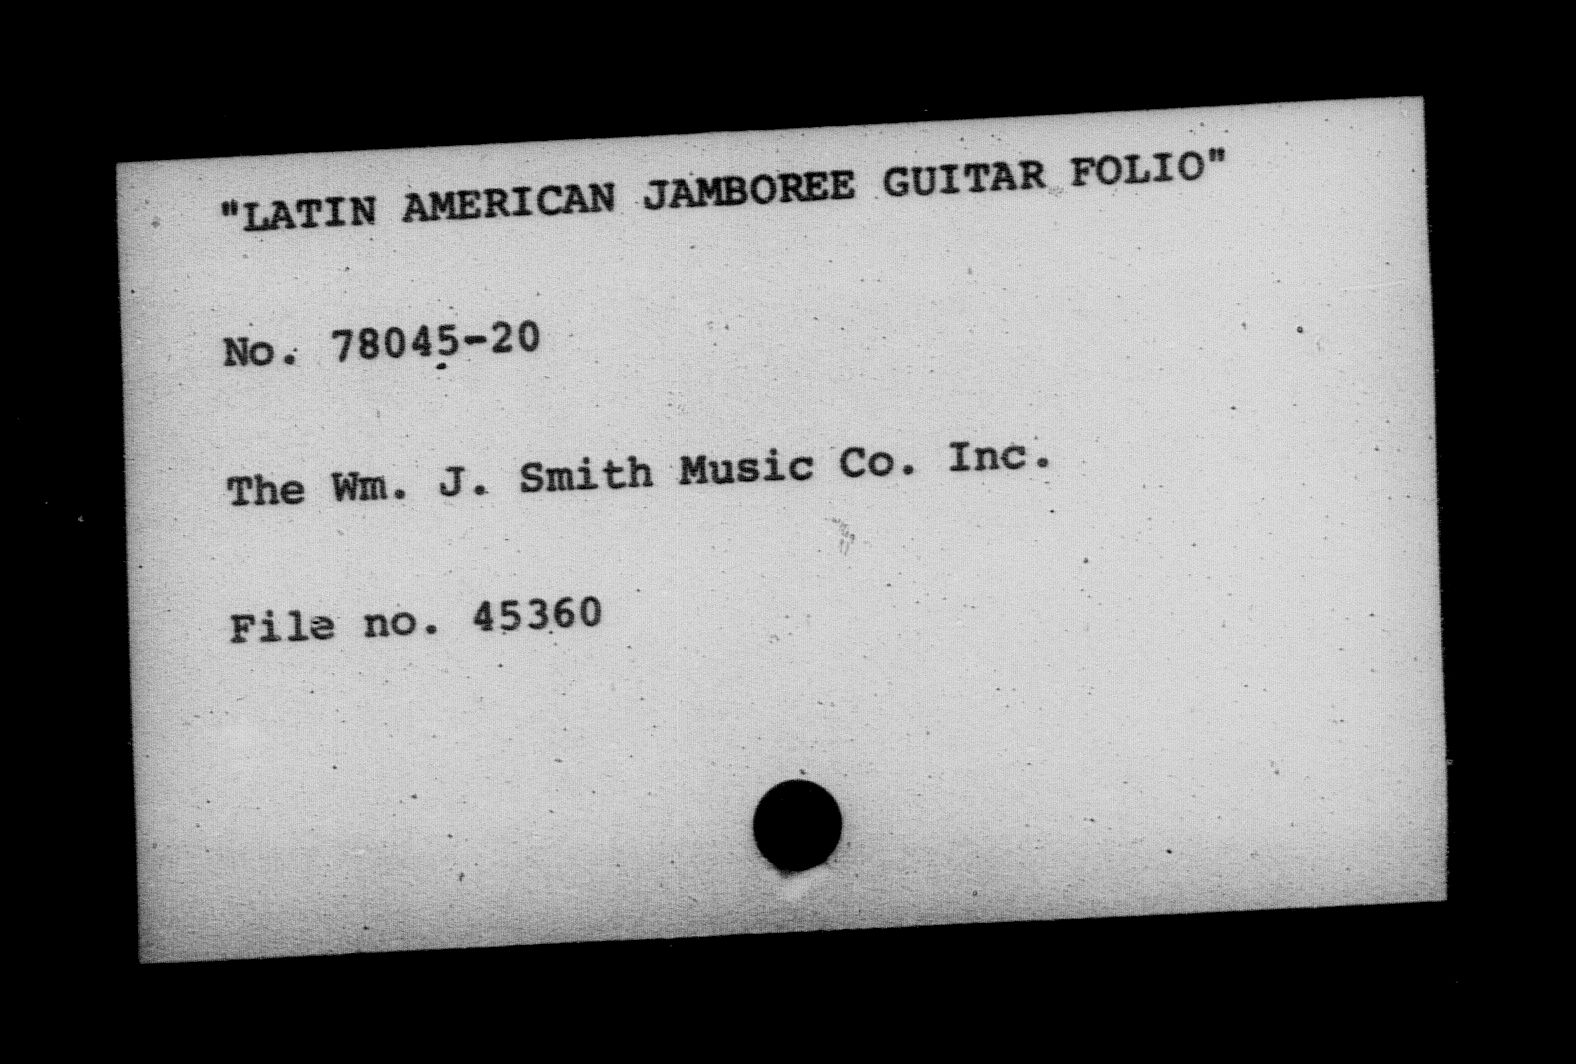 "LATIN AMERICAN JAMBOREE GUITAR FOLIO"
No. 78045-20
The Wm. J. Smith Music Co. Inc.
File no. 45360